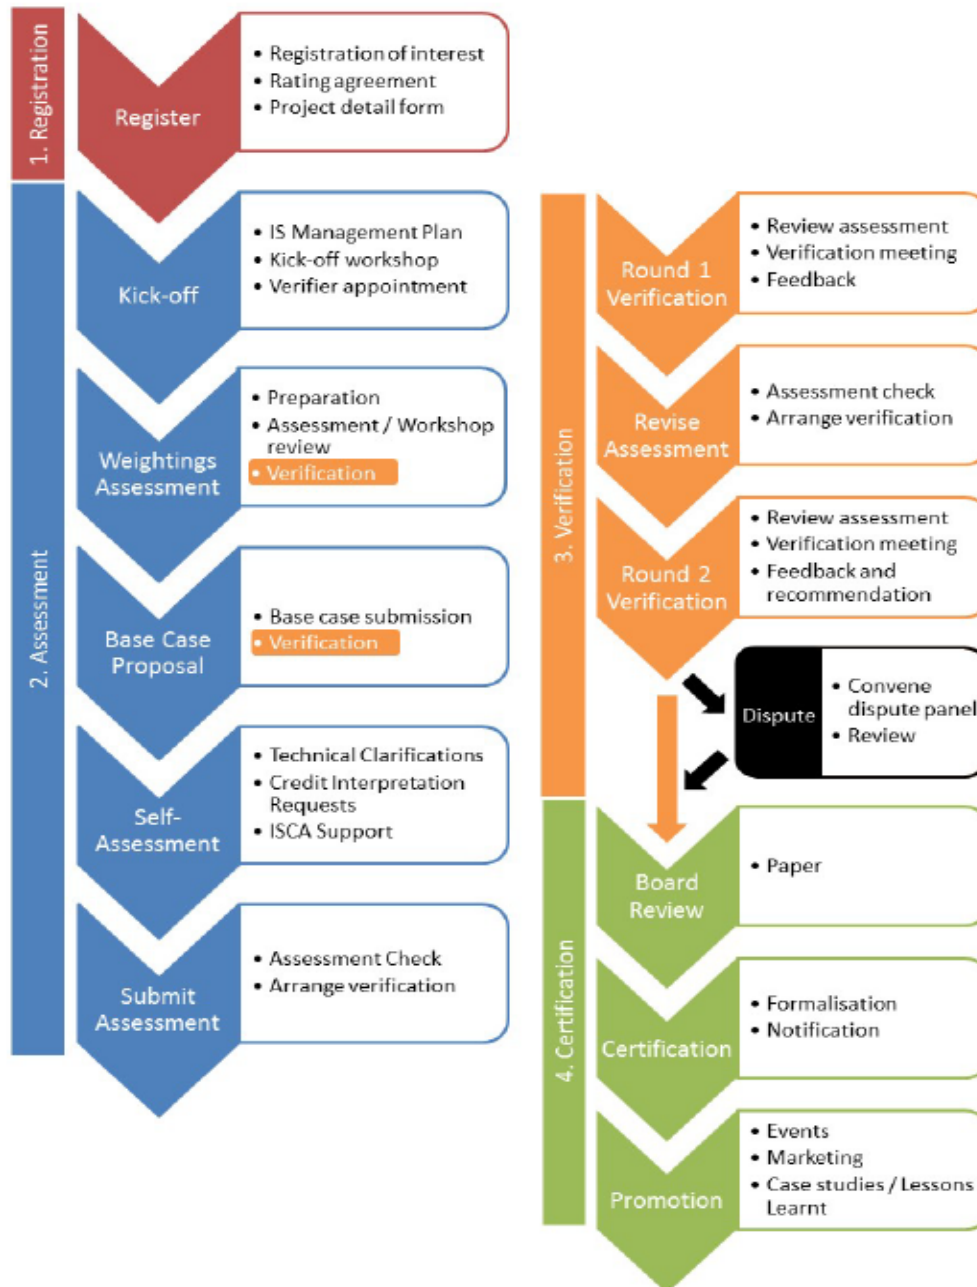 1. Registration
Register
• Registration of interest
• Rating agreement
• Project detail form
2. Assessment
Kick-off
• IS Management Plan
• Kick-off workshop
• Verifier appointment
Weightings
Assessment
• Preparation
• Assessment / Workshop
review
• Verification
Base Case
Proposal
• Base case submission
• Verification
Self-
Assessment
• Technical Clarifications
• Credit Interpretation
Requests
• ISCA Support
Submit
Assessment
• Assessment Check
• Arrange verification
3. Verification
Round 1
Verification
• Review assessment
• Verification meeting
• Feedback
Revise
Assessment
• Assessment check
• Arrange verification
Round 2
Verification
• Review assessment
• Verification meeting
• Feedback and
recommendation
Dispute
• Convene
dispute panel
• Review
4. Certification
Board
Review
• Paper
Certification
• Formalisation
• Notification
Promotion
• Events
• Marketing
• Case studies / Lessons
Learnt